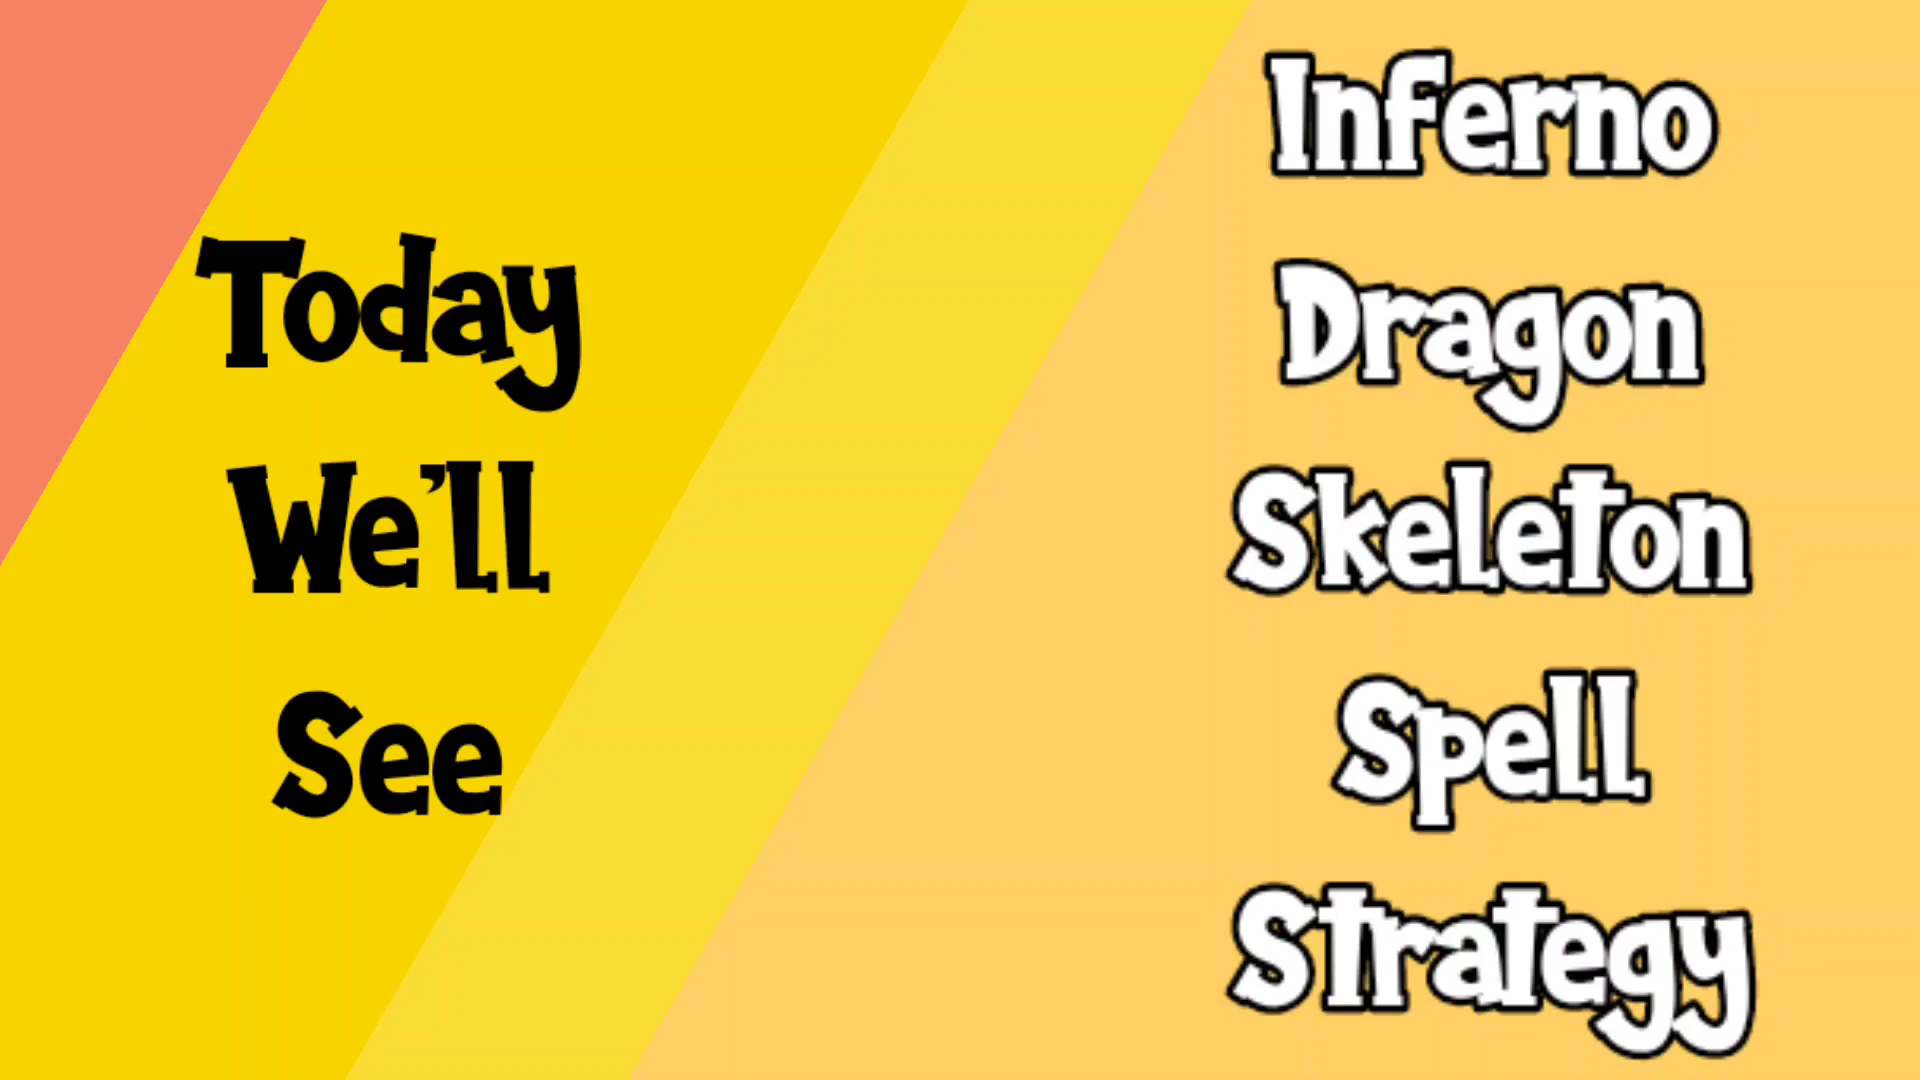 Today
We'll
See
Inferno
Dragon
Skeleton
Spell
Strategy